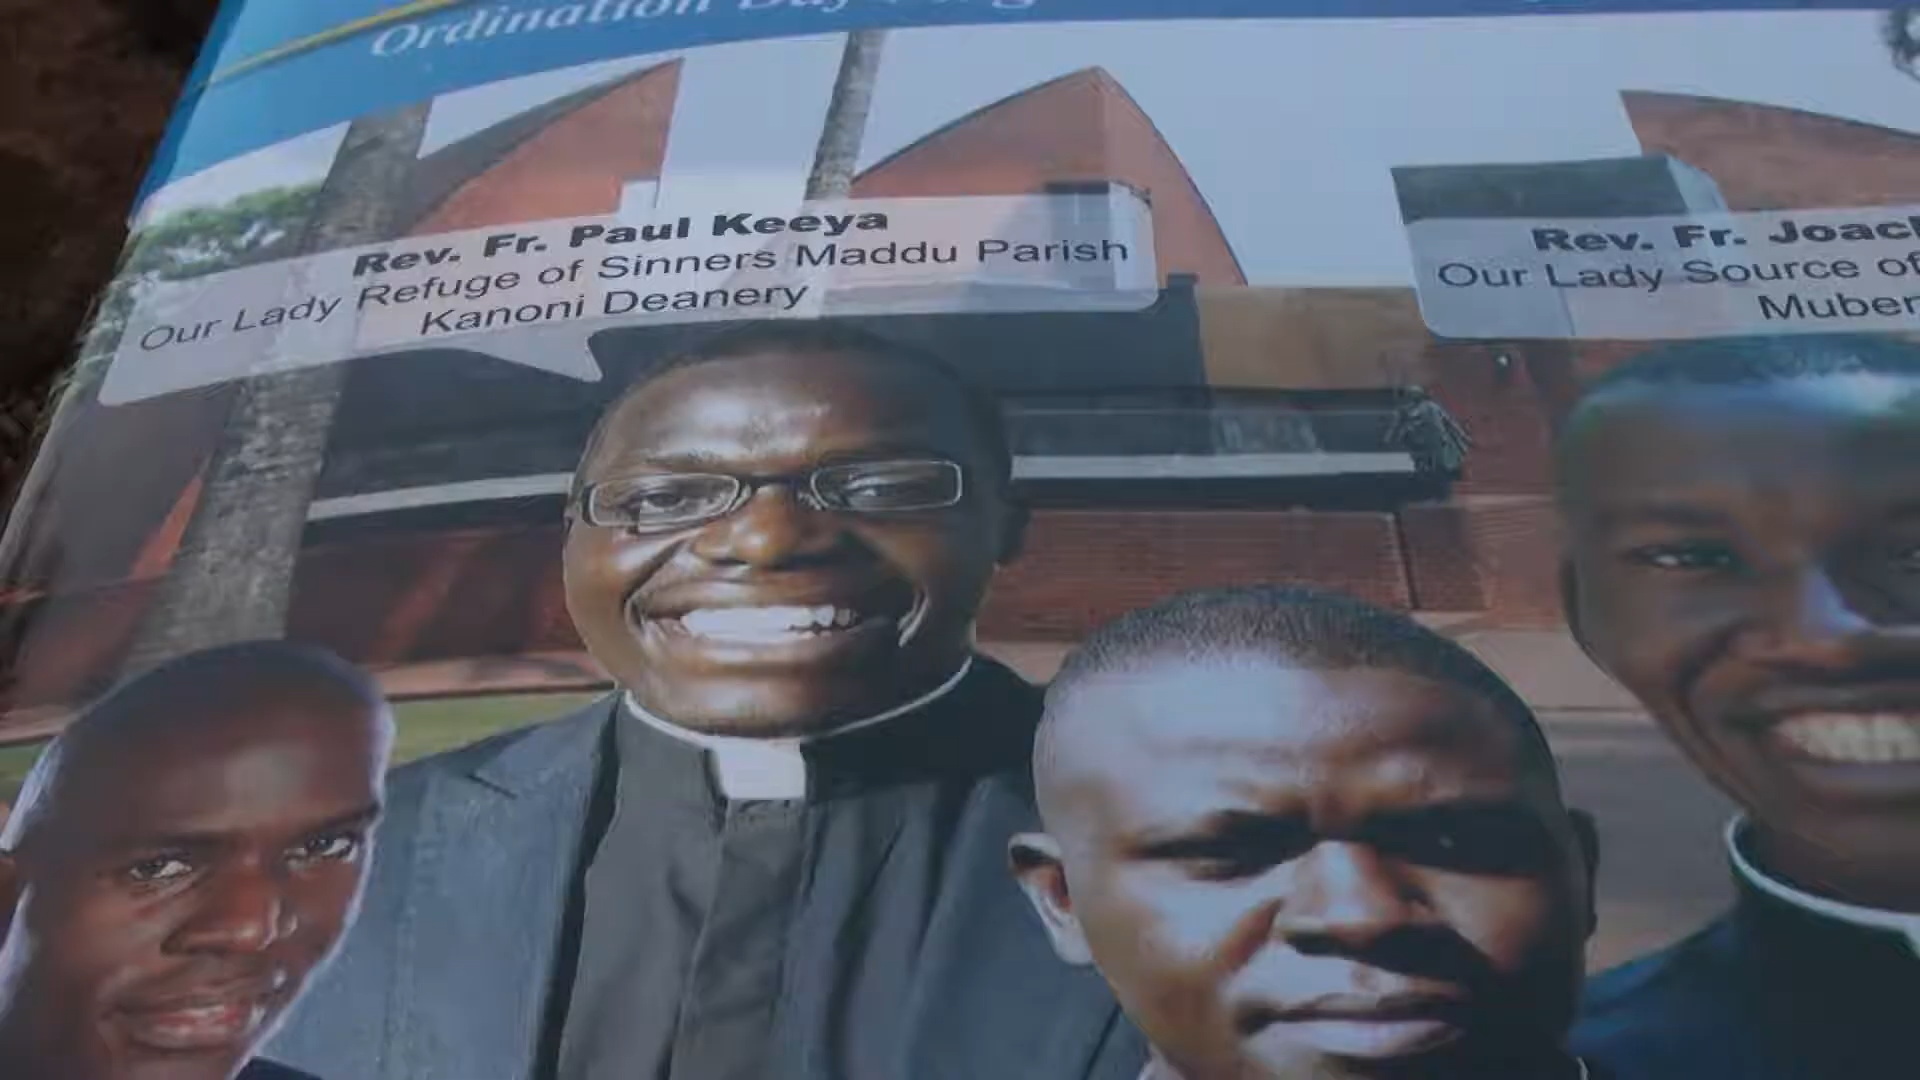 Ordination Day
Rev. Fr. Paul Keeya
Our Lady Refuge of Sinners Maddu Parish
Kanoni Deanery
Rev. Fr. Joac
Our Lady Source of
Muben